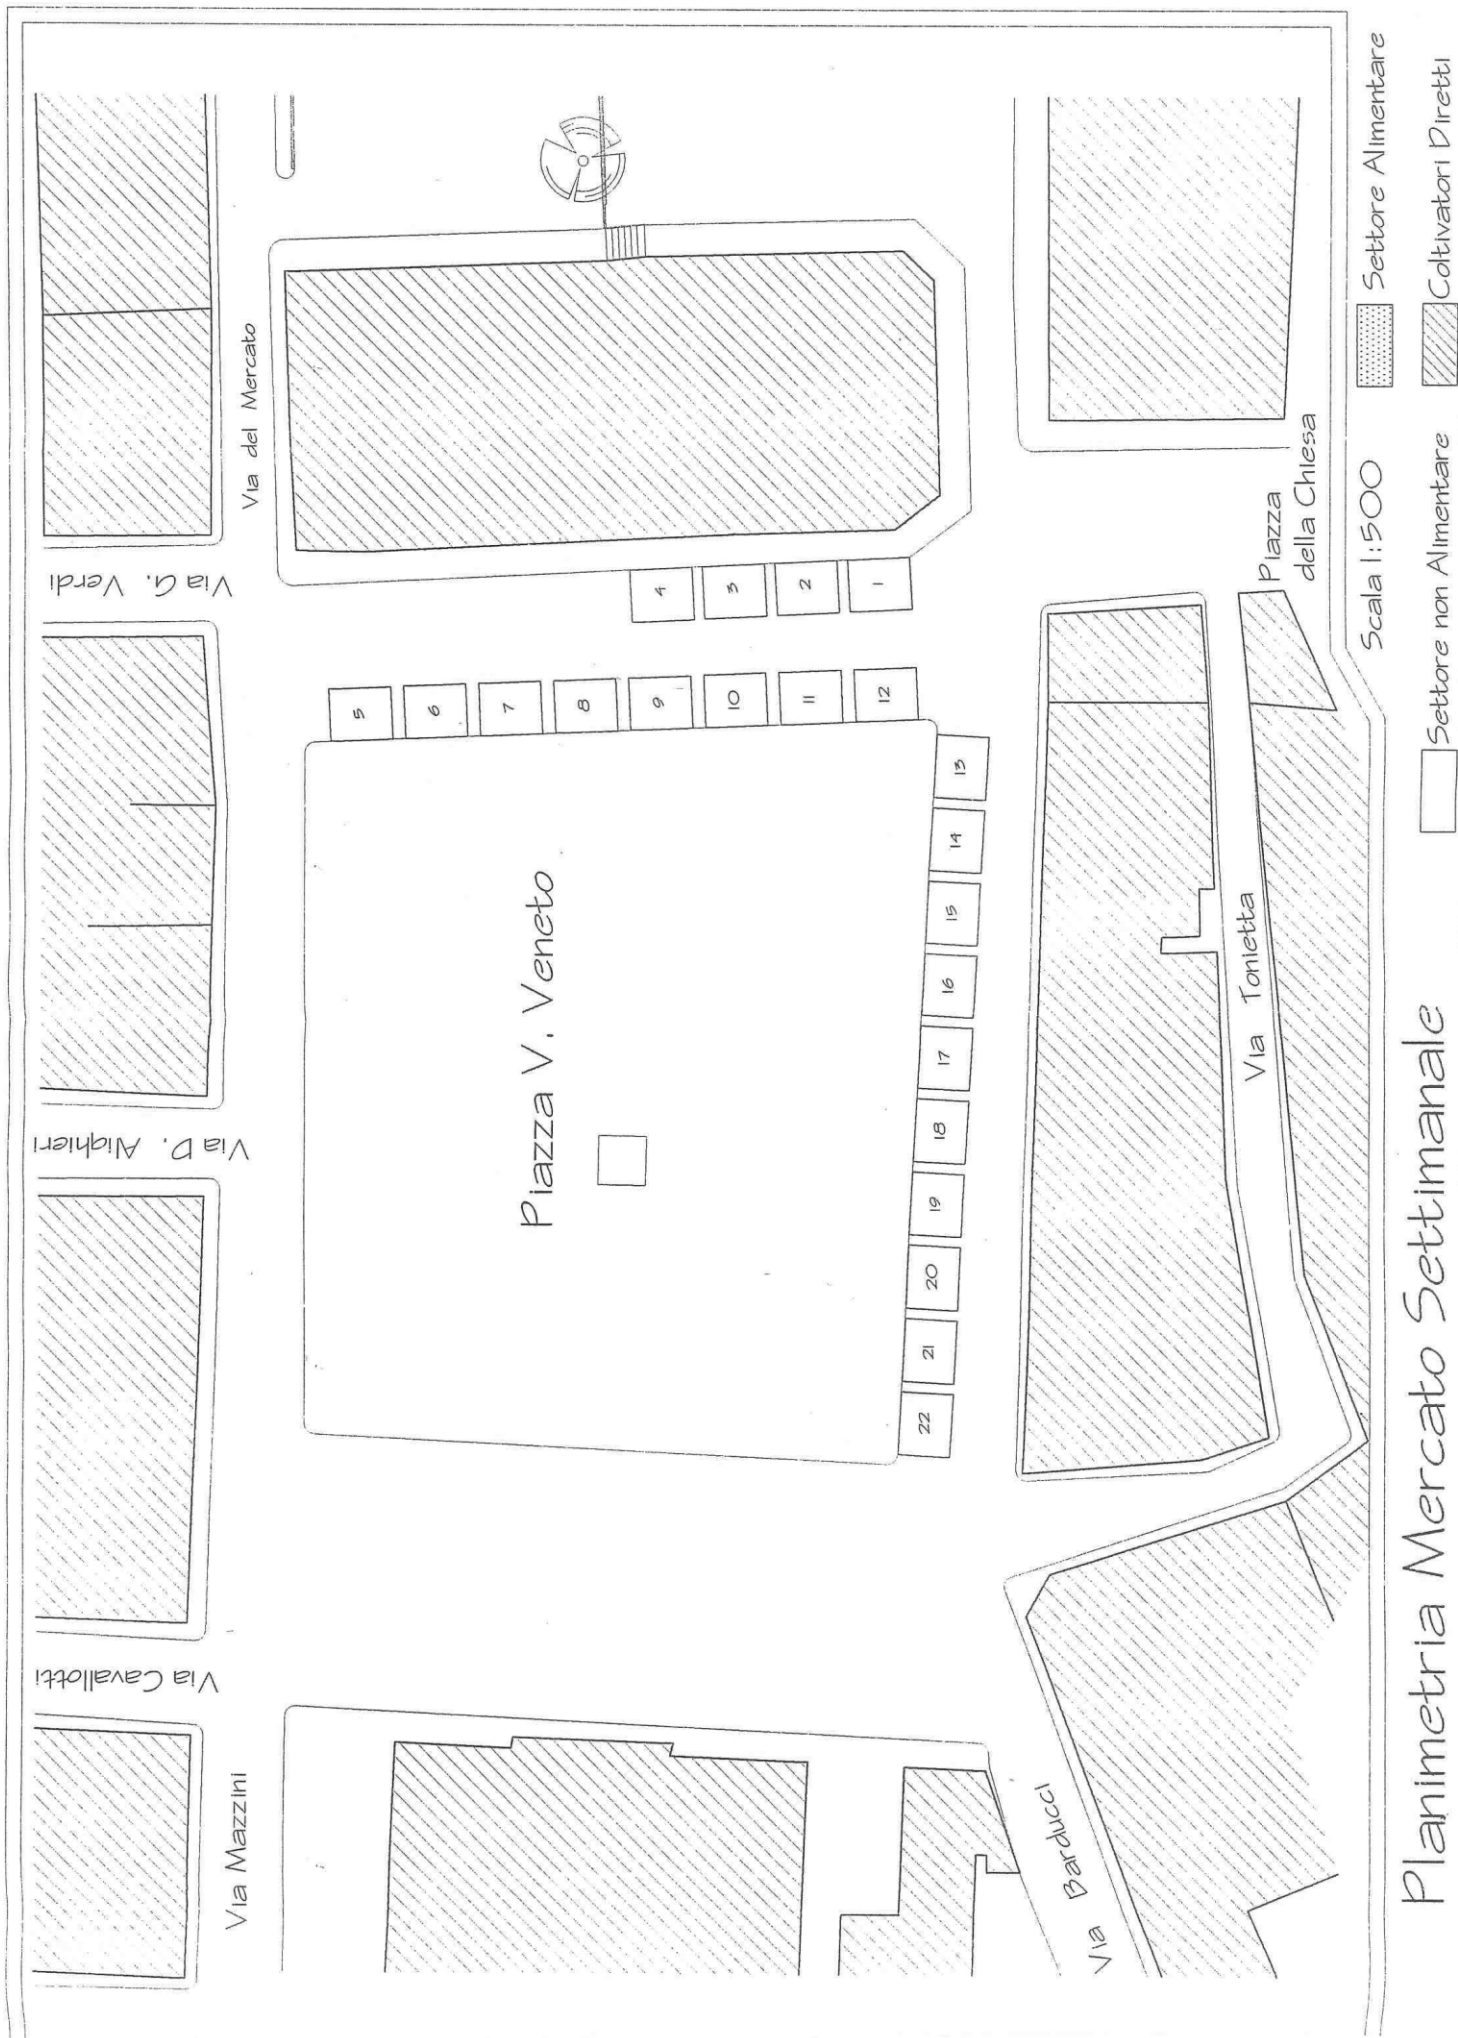 Via Mazzini
Via Cavallotti
Via D. Alighieri
Via G. Verdi
Via del Mercato
Piazza V. Veneto
4
3
2
1
5
6
7
8
9
10
11
12
13
14
15
16
17
18
19
20
21
22
Via Barducci
Via Tonietta
Piazza
della Chiesa
Scala 1:500
Settore Alimentare
Settore non Alimentare
Coltivatori Diretti
Planimetria Mercato Settimanale